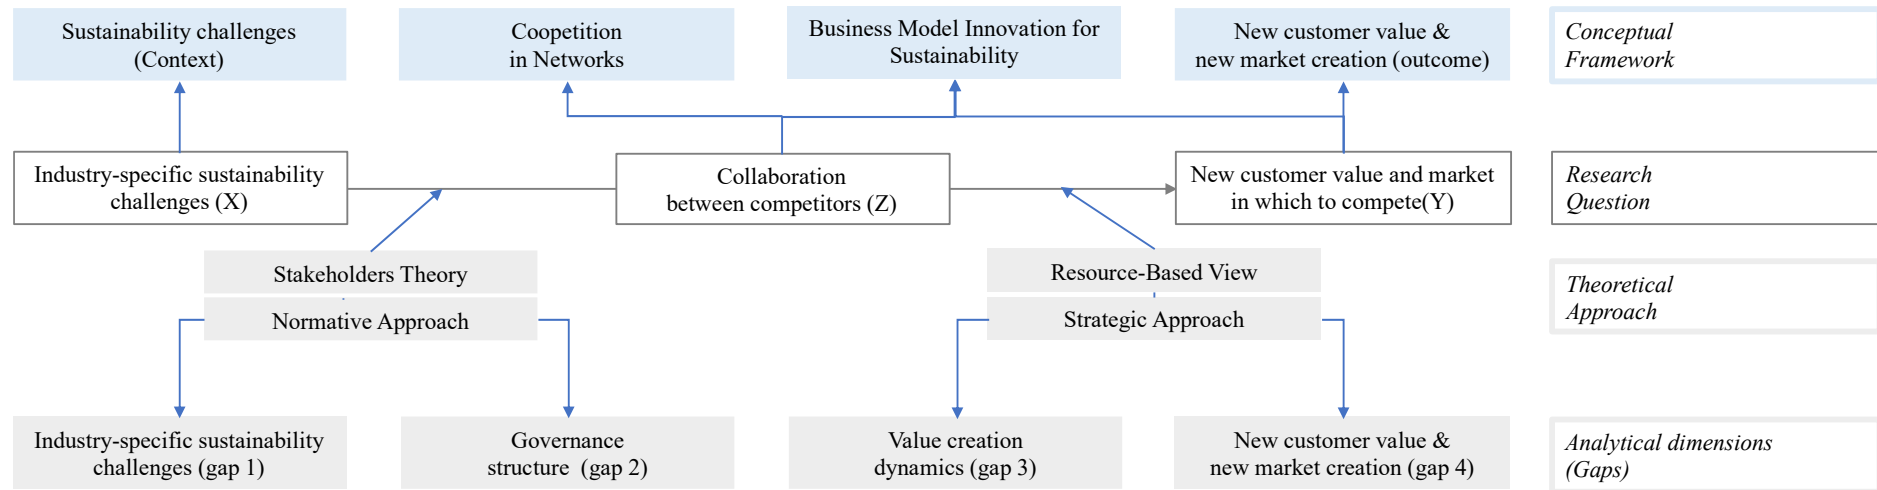 Sustainability challenges
(Context)
Coopetition
in Networks
Business Model Innovation for
Sustainability
New customer value &
new market creation (outcome)
Conceptual
Framework
Industry-specific sustainability
challenges (X)
Collaboration
between competitors (Z)
New customer value and market
in which to compete(Y)
Research
Question
Stakeholders Theory
Normative Approach
Resource-Based View
Strategic Approach
Theoretical
Approach
Industry-specific sustainability
challenges (gap 1)
Governance
structure (gap 2)
Value creation
dynamics (gap 3)
New customer value &
new market creation (gap 4)
Analytical dimensions
(Gaps)